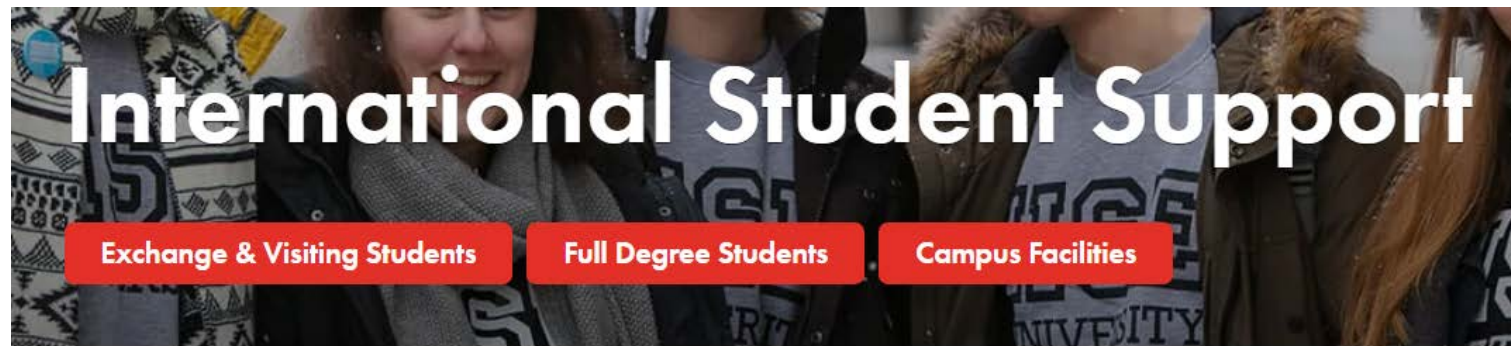 International Student Support
Exchange & Visiting Students
Full Degree Students
Campus Facilities